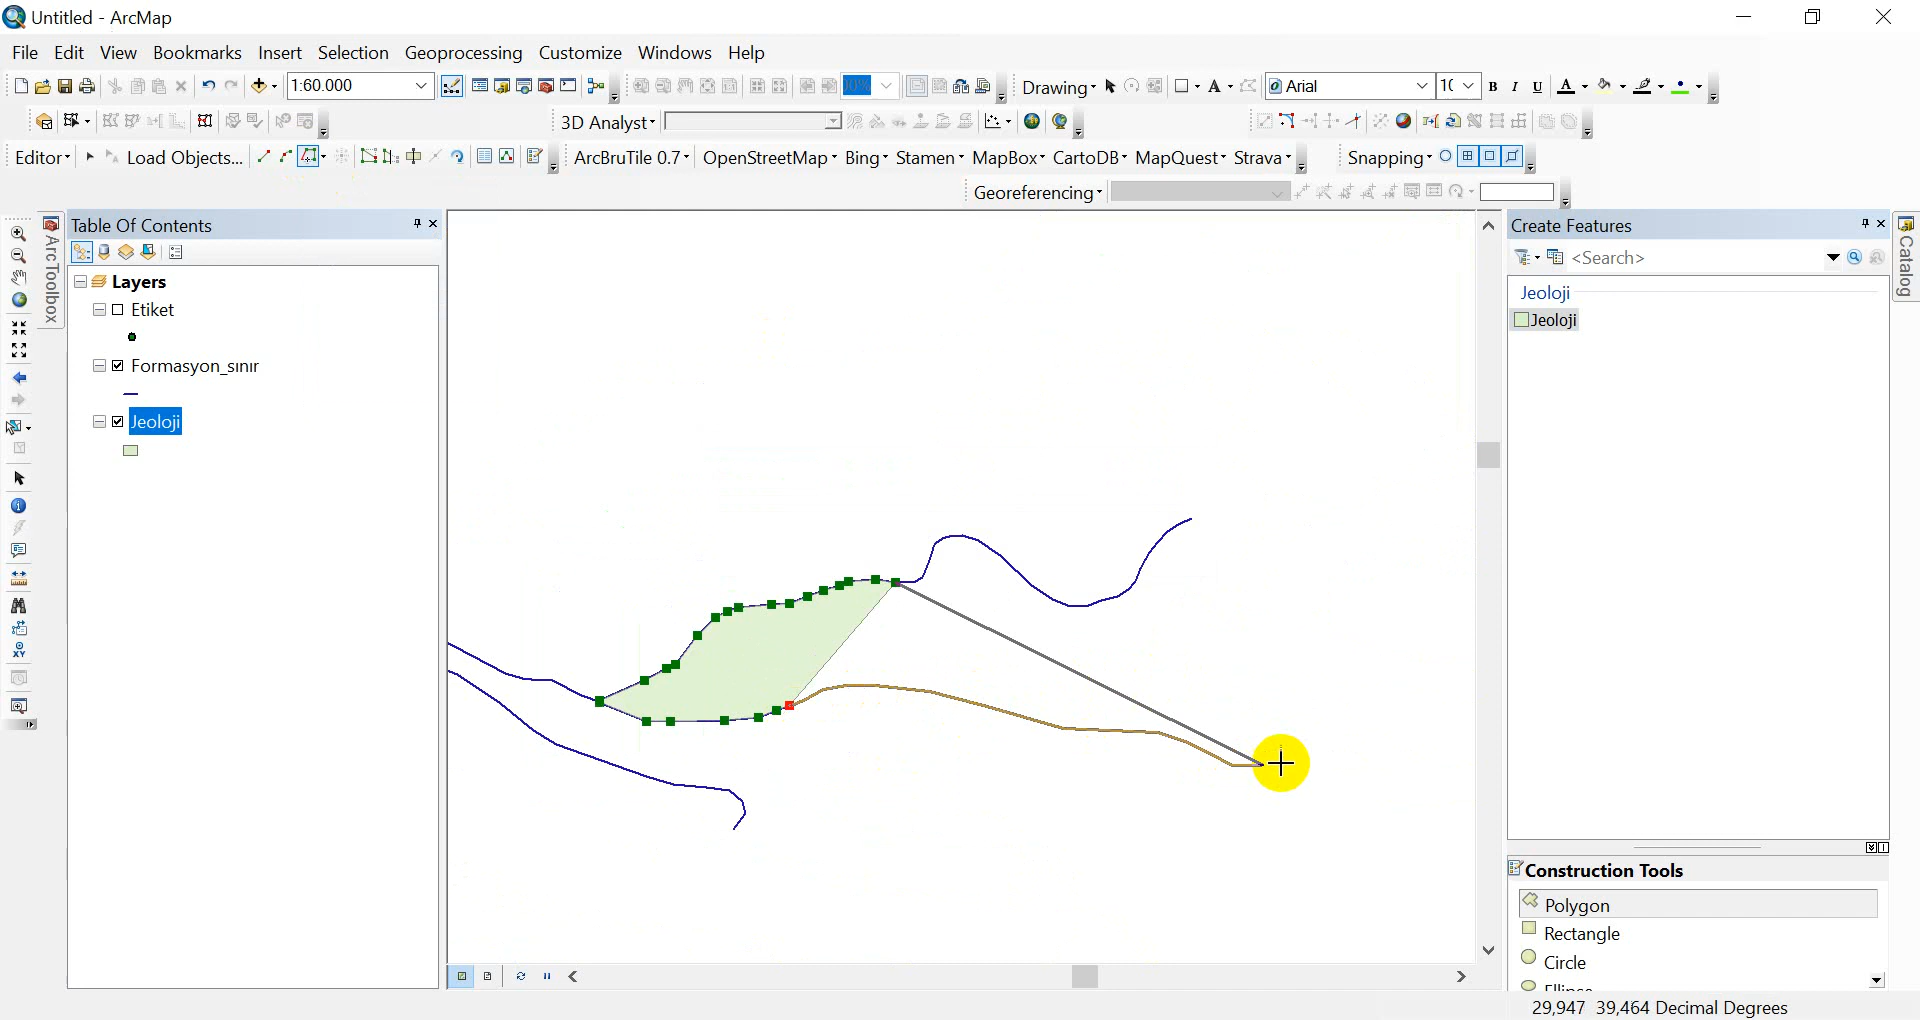 Untitled - ArcMap
File Edit View Bookmarks Insert Selection Geoprocessing Customize Windows Help
1:60.000 Drawing Arial 10 B I U A
3D Analyst
Editor Load Objects... ArcBruTile 0.7 OpenStreetMap Bing Stamen MapBox CartoDB MapQuest Strava Snapping
Georeferencing
Table Of Contents
ArcToolbox
Layers
Etiket
Formasyon_sınır
Jeoloji
Create Features
Catalog
<Search>
Jeoloji
Jeoloji
Construction Tools
Polygon
Rectangle
Circle
Ellipse
29,947 39,464 Decimal Degrees